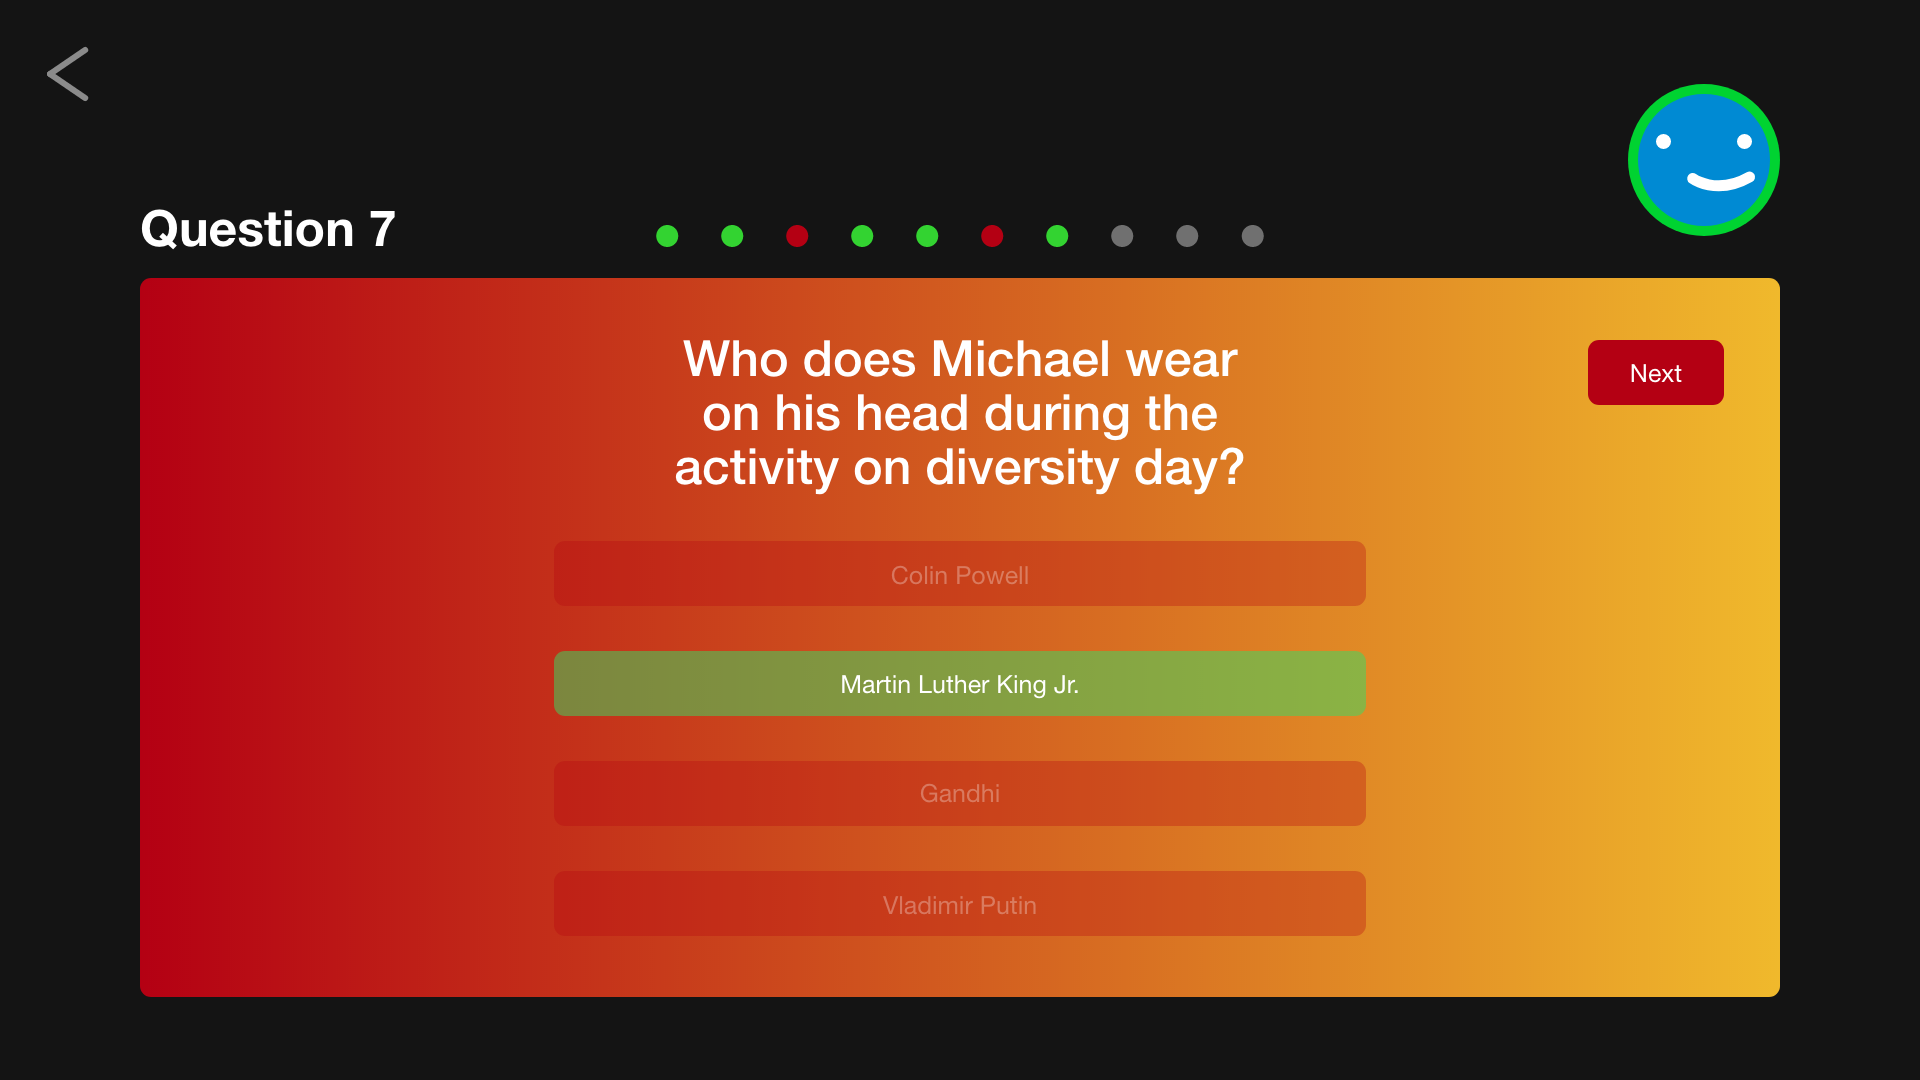 Question 7
Who does Michael wear
on his head during the
activity on diversity day?
Next
Colin Powell
Martin Luther King Jr.
Gandhi
Vladimir Putin